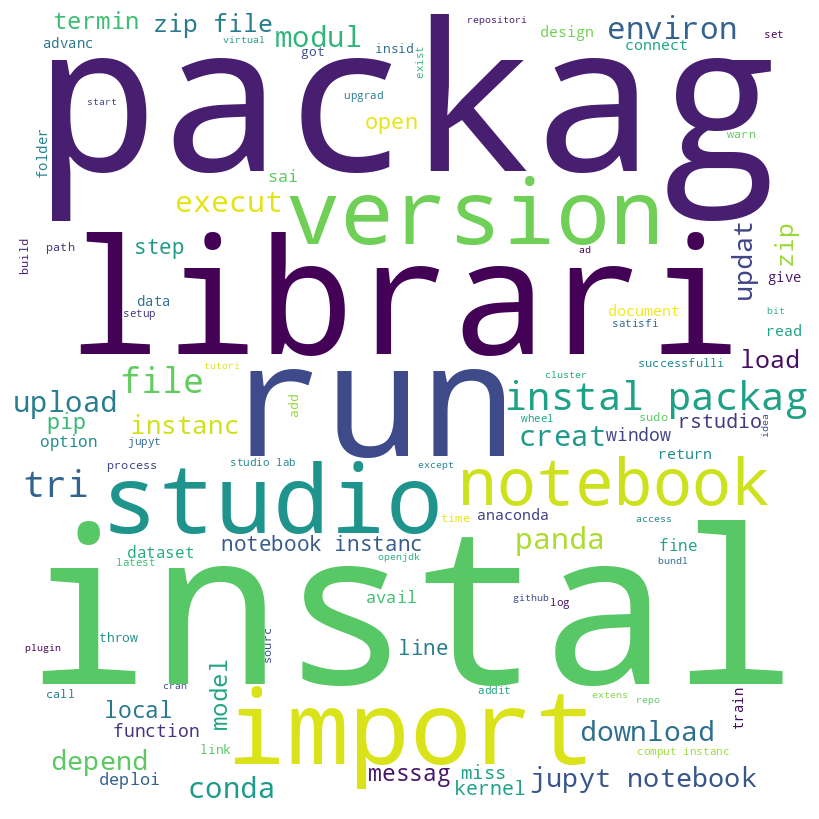 repositori
termin
zip file
modul
environ
design
set
advanc
virtual
got
insid
connect
packag
exist
start
upgrad
open
warn
folder
sai
execut
version
updat
zip
build
path
step
librari
ad
give
data
setup
document
satisfi
bit
read
file
tutori
run
successfulli
load
cluster
upload
add
instal packag
pip
instanc
wheel
sudo
rstudio
idea
option
jupyt
creat
window
return
tri
process
studio lab
except
notebook
studio
time
anaconda
access
dataset
notebook instanc
panda
fine
latest
openjdk
bundl
instal
avail
github
log
plugin
throw
sourc
line
call
cran
model
addit
extens
repo
train
local
function
import
download
link
comput instanc
depend
deploi
messag
miss
jupyt notebook
conda
kernel